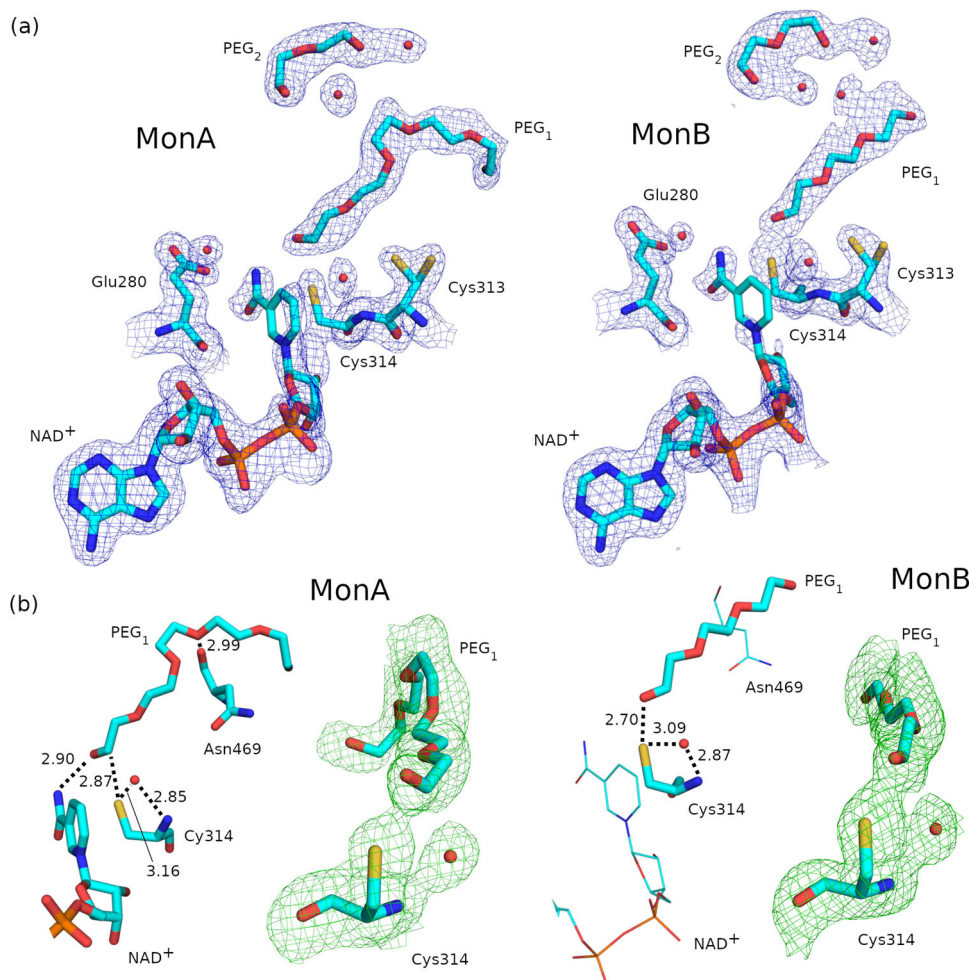 (a)
PEG2
MonA
PEG1
Glu280
Cys313
Cys314
NAD+
PEG2
MonB
PEG1
Glu280
Cys313
Cys314
NAD+
(b)
MonA
PEG1
2.99
Asn469
2.90
2.87
2.85
Cy314
3.16
NAD+
PEG1
Cys314
MonB
PEG1
Asn469
2.70
3.09
2.87
Cys314
NAD+
PEG1
Cys314